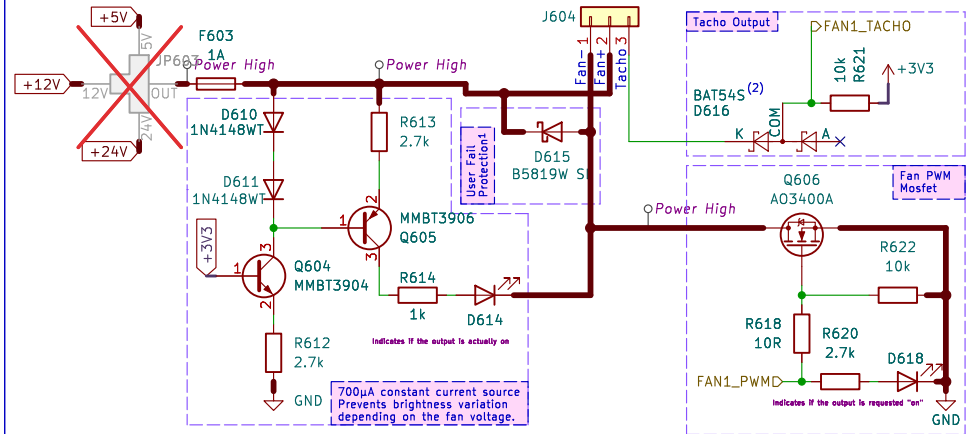 +5V
5V
JP603
+12V
12V
OUT
24V
+24V
F603
1A
Power High
Power High
J604
1
2
3
Fan-
Fan+
Tacho
Tacho Output
FAN1_TACHO
10k
R621
+3V3
BAT54S(2)
D616
COM
K
A
D610
1N4148WT
D611
1N4148WT
R613
2.7k
User Fail
Protection1
D615
B5819W SL
+3V3
1
3
2
Q604
MMBT3904
2
1
3
MMBT3906
Q605
R614
1k
D614
Indicates if the output is actually on
R612
2.7k
GND
700µA constant current source
Prevents brightness variation
depending on the fan voltage.
Power High
Q606
AO3400A
Fan PWM
Mosfet
R622
10k
R618
10R
R620
2.7k
D618
FAN1_PWM
Indicates if the output is requested "on"
GND